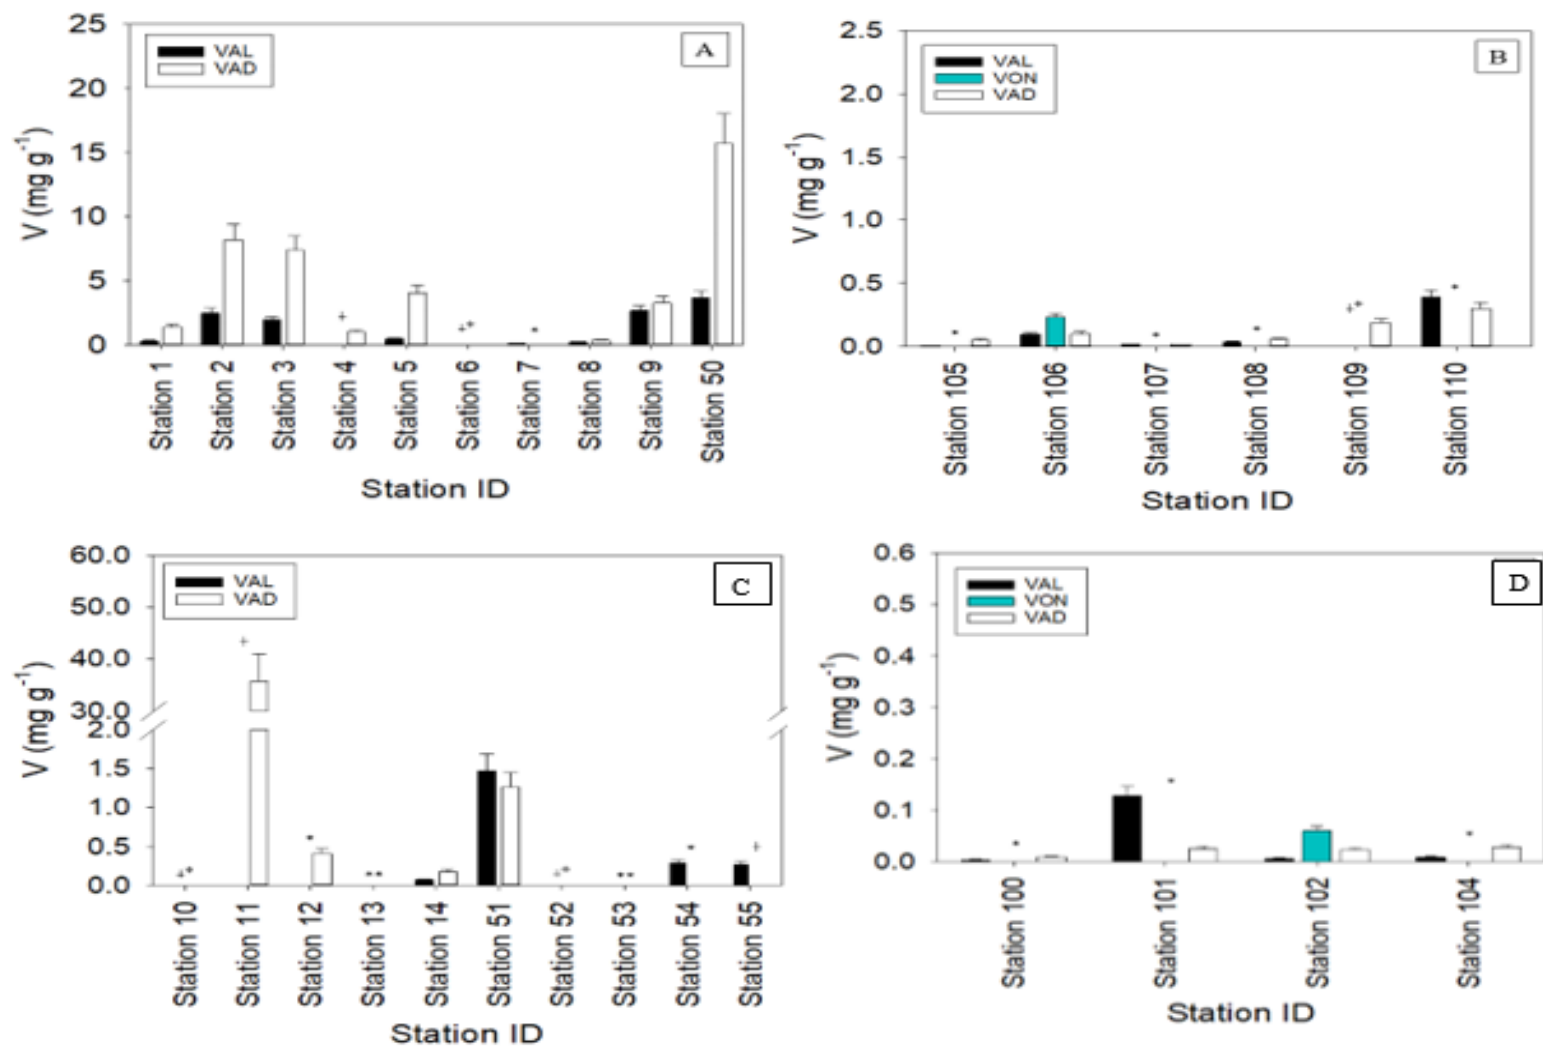 A
VAL
VAD
25
20
15
10
5
0
V (mg g-1)
Station 1
Station 2
Station 3
Station 4
Station 5
Station 6
Station 7
Station 8
Station 9
Station 50
Station ID
B
VAL
VON
VAD
2.5
2.0
1.5
1.0
0.5
0.0
V (mg g-1)
Station 105
Station 106
Station 107
Station 108
Station 109
Station 110
Station ID
C
VAL
VAD
60.0
50.0
40.0
30.0
2.0
1.5
1.0
0.5
0.0
V (mg g-1)
Station 10
Station 11
Station 12
Station 13
Station 14
Station 51
Station 52
Station 53
Station 54
Station 55
Station ID
D
VAL
VON
VAD
0.6
0.5
0.4
0.3
0.2
0.1
0.0
V (mg g-1)
Station 100
Station 101
Station 102
Station 104
Station ID